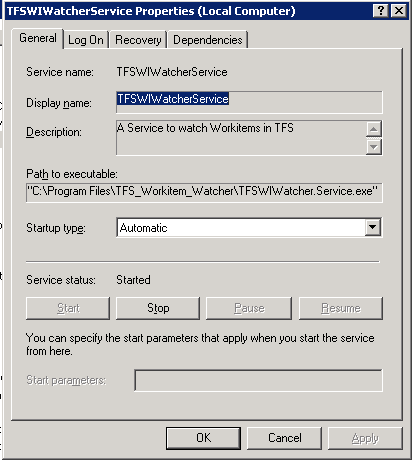 TFSWIWatcherService Properties (Local Computer)
General Log On Recovery Dependencies
Service name: TFSWIWatcherService
Display name: TFSWIWatcherService
Description: A Service to watch Workitems in TFS
Path to executable:
"C:\Program Files\TFS_Workitem_Watcher\TFSWIWatcher.Service.exe"
Startup type: Automatic
Service status: Started
Start Stop Pause Resume
You can specify the start parameters that apply when you start the service
from here.
Start parameters:
OK Cancel Apply